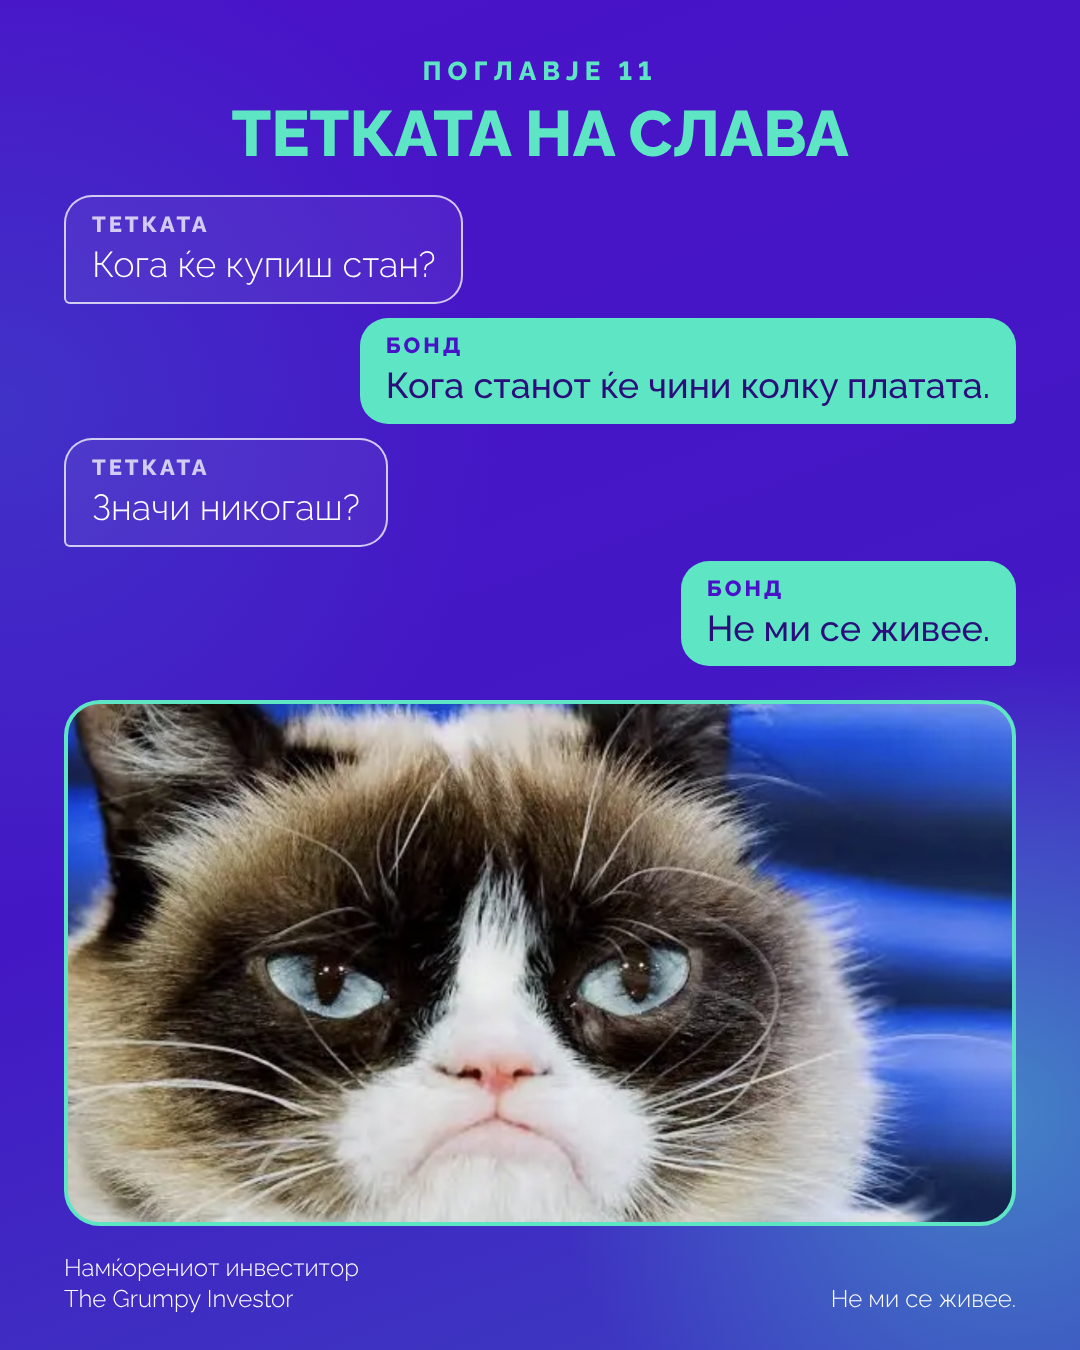 ПОГЛАВЈЕ 11
ТЕТКАТА НА СЛАВА
ТЕТКАТА
Кога ќе купиш стан?
БОНД
Кога станот ќе чини колку платата.
ТЕТКАТА
Значи никогаш?
БОНД
Не ми се живее.
Намќорениот инвеститор
The Grumpy Investor
Не ми се живее.